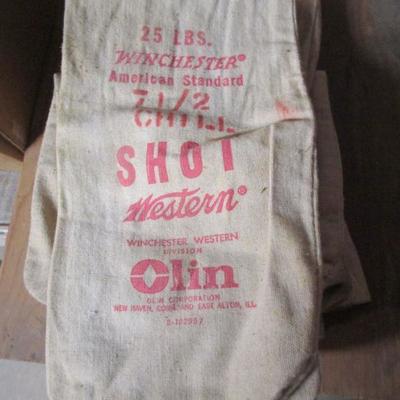 25 LBS.
WINCHESTER®
American Standard
7 1/2
CHILL
SHOT
Western®
WINCHESTER WESTERN
DIVISION
Olin
OLIN CORPORATION
NEW HAVEN, CONN. AND EAST ALTON, ILL.